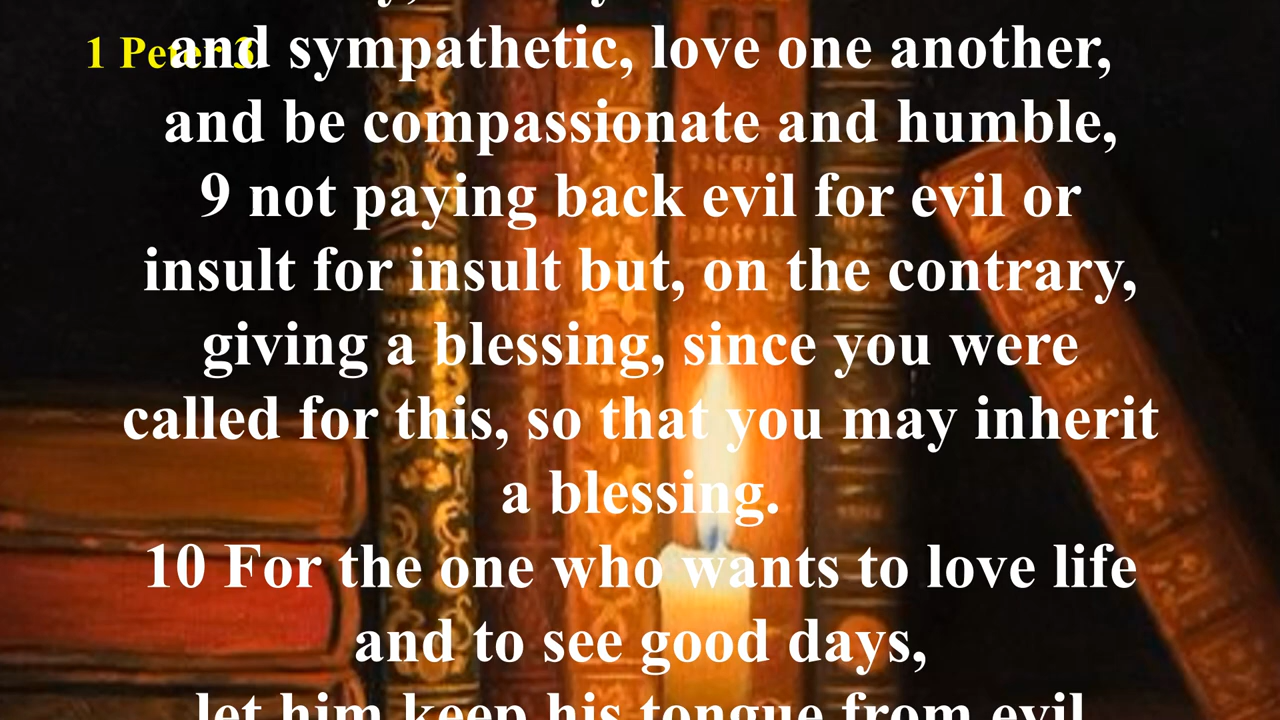 1 Peter 3
and sympathetic, love one another,
and be compassionate and humble,
9 not paying back evil for evil or
insult for insult but, on the contrary,
giving a blessing, since you were
called for this, so that you may inherit
a blessing.
10 For the one who wants to love life
and to see good days,
let him keep his tongue from evil